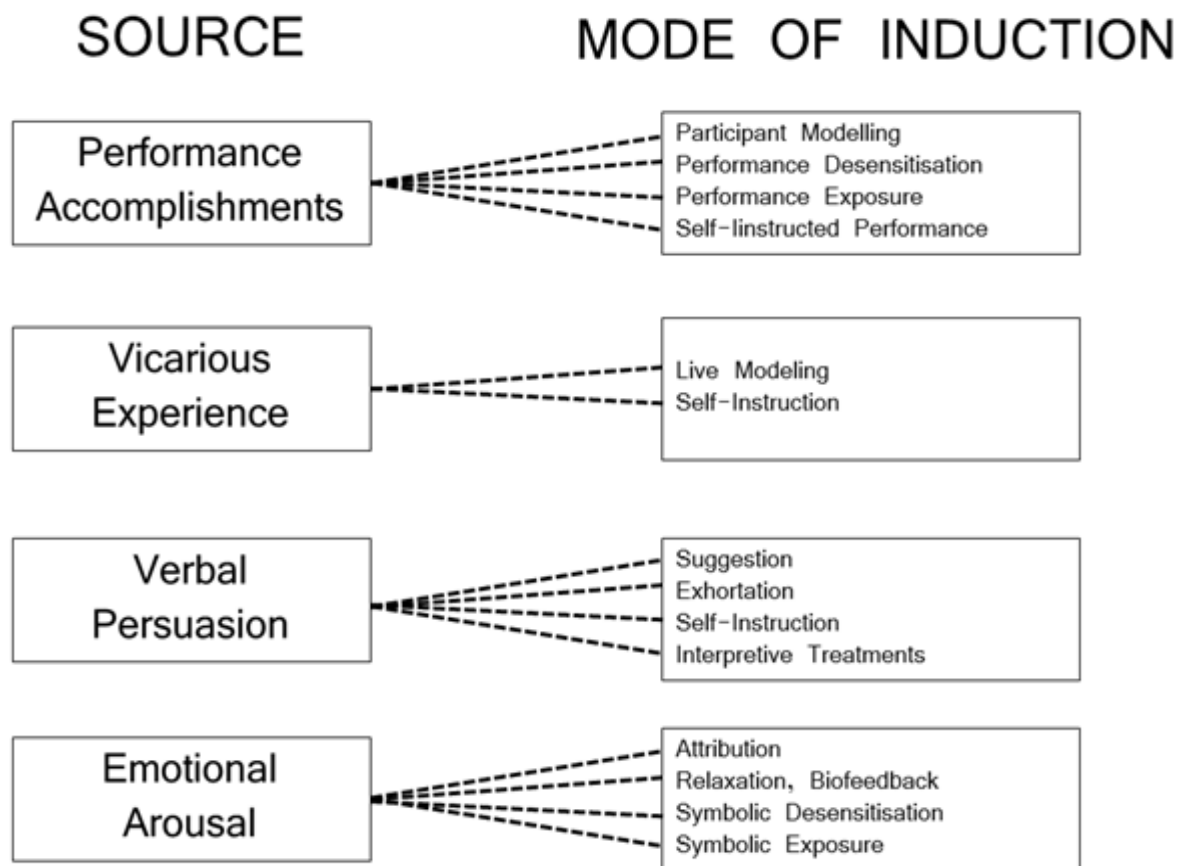 SOURCE
MODE OF INDUCTION
Performance
Accomplishments
Participant Modelling
Performance Desensitisation
Performance Exposure
Self-Iinstructed Performance
Vicarious
Experience
Live Modeling
Self-Instruction
Verbal
Persuasion
Suggestion
Exhortation
Self-Instruction
Interpretive Treatments
Emotional
Arousal
Attribution
Relaxation, Biofeedback
Symbolic Desensitisation
Symbolic Exposure